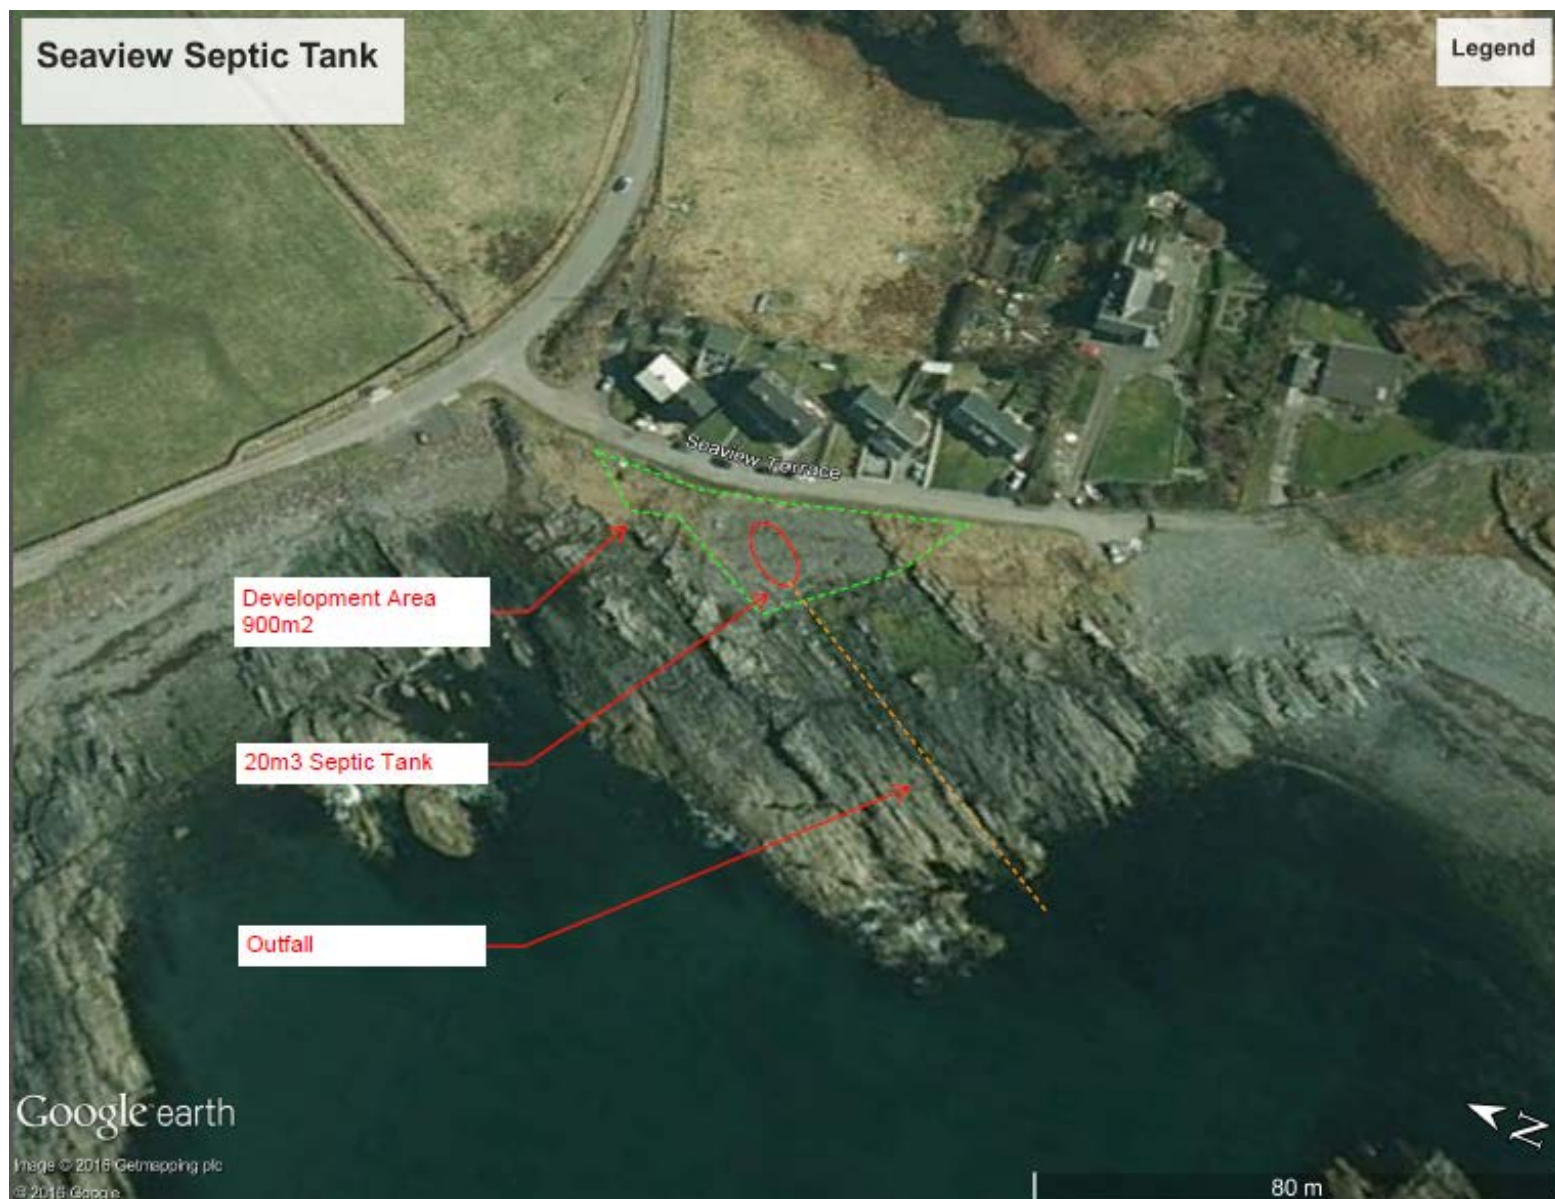 Seaview Septic Tank
Legend
Seaview Terrace
Development Area
900m2
20m3 Septic Tank
Outfall
Google earth
Image © 2016 Getmapping plc
© 2016 Google
N
80 m